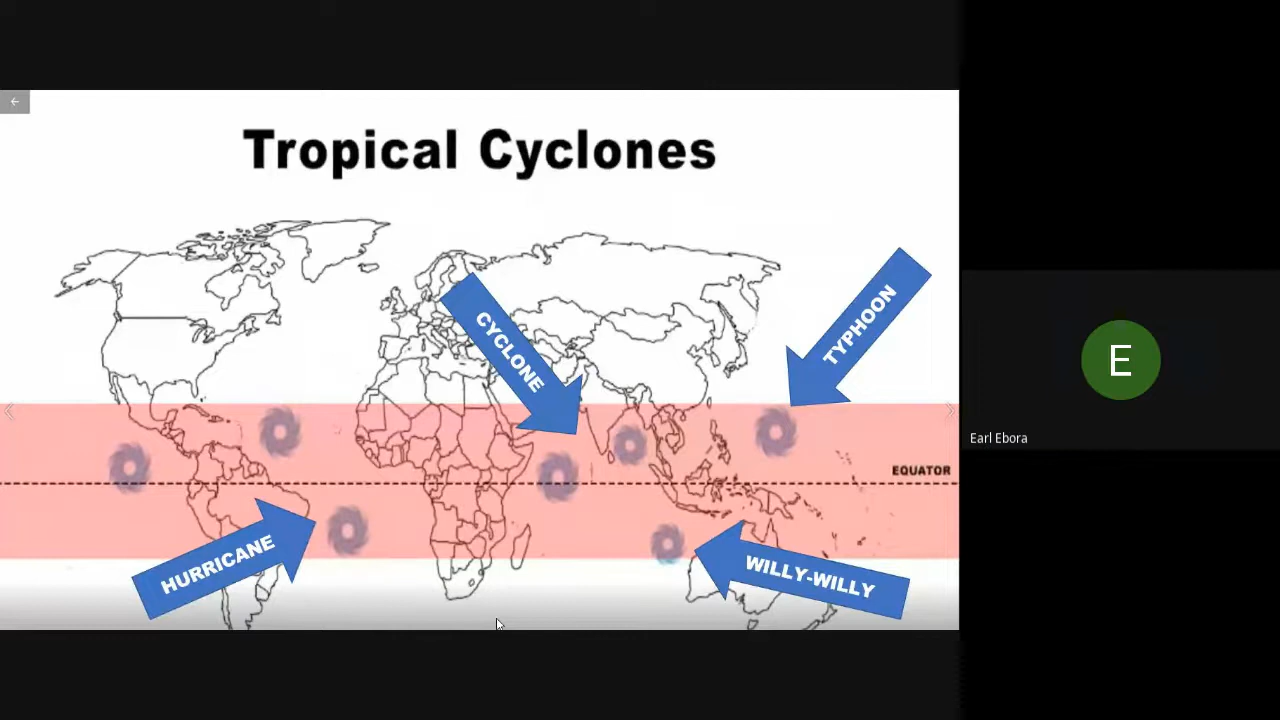 Tropical Cyclones
CYCLONE
TYPHOON
EQUATOR
HURRICANE
WILLY-WILLY
E
Earl Ebora